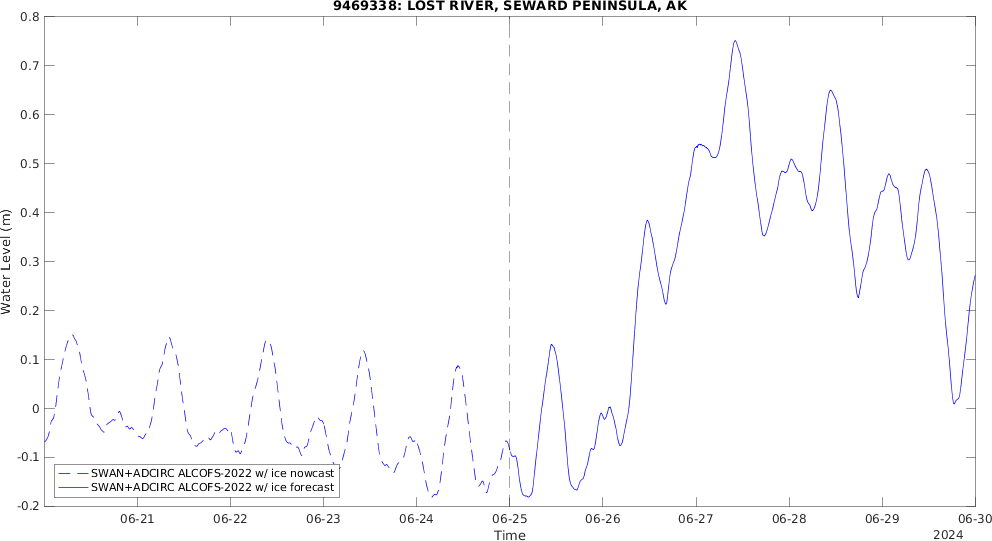 9469338: LOST RIVER, SEWARD PENINSULA, AK
0.8
0.7
0.6
0.5
0.4
0.3
0.2
0.1
0
-0.1
-0.2
Water Level (m)
SWAN+ADCIRC ALCOFS-2022 w/ ice nowcast
SWAN+ADCIRC ALCOFS-2022 w/ ice forecast
06-21 06-22 06-23 06-24 06-25 06-26 06-27 06-28 06-29 06-30
Time
2024